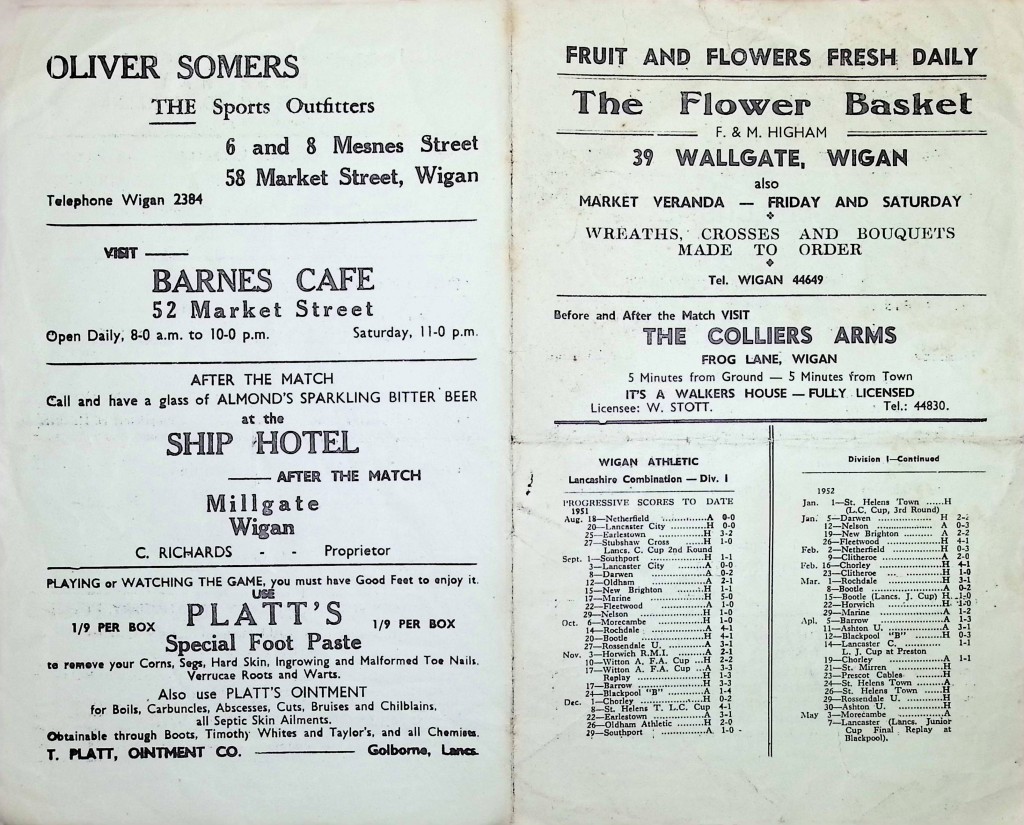 OLIVER SOMERS
THE Sports Outfitters
6 and 8 Mesnes Street
58 Market Street, Wigan
Telephone Wigan 2384
VISIT
BARNES CAFE
52 Market Street
Open Daily, 8-0 a.m. to 10-0 p.m. Saturday, 11-0 p.m.
AFTER THE MATCH
Call and have a glass of ALMOND'S SPARKLING BITTER BEER
at the
SHIP HOTEL
AFTER THE MATCH
Millgate
Wigan
C. RICHARDS - - Proprietor
PLAYING or WATCHING THE GAME, you must have Good Feet to enjoy it.
USE
1/9 PER BOX PLATT'S 1/9 PER BOX
Special Foot Paste
to remove your Corns, Segs, Hard Skin, Ingrowing and Malformed Toe Nails,
Verrucae Roots and Warts.
Also use PLATT'S OINTMENT
for Boils, Carbuncles, Abscesses, Cuts, Bruises and Chilblains,
all Septic Skin Ailments.
Obtainable through Boots, Timothy Whites and Taylor's, and all Chemists.
T. PLATT, OINTMENT CO. Golborne, Lancs.
FRUIT AND FLOWERS FRESH DAILY
The Flower Basket
F. & M. HIGHAM
39 WALLGATE, WIGAN
also
MARKET VERANDA — FRIDAY AND SATURDAY
WREATHS, CROSSES AND BOUQUETS
MADE TO ORDER
Tel. WIGAN 44649
Before and After the Match VISIT
THE COLLIERS ARMS
FROG LANE, WIGAN
5 Minutes from Ground — 5 Minutes from Town
IT'S A WALKERS HOUSE — FULLY LICENSED
Licensee: W. STOTT. Tel.: 44830.
WIGAN ATHLETIC
Lancashire Combination — Div. I
PROGRESSIVE SCORES TO DATE
1951
Aug. 18—Netherfield ..............A 0-0
20—Lancaster City ..........H 0-0
25—Earlestown ..............H 3-2
27—Stubshaw Cross ........H 1-0
Lancs. C. Cup 2nd Round
Sept. 1—Southport ................H 1-1
3—Lancaster City ..........A 0-0
8—Darwen ..................A 0-2
12—Oldham ..................A 2-1
15—New Brighton ............H 1-1
17—Marine ..................H 5-0
22—Fleetwood ................A 1-0
29—Nelson ..................H 1-0
Oct. 6—Morecambe ................H 1-0
14—Rochdale ................A 4-1
20—Bootle ..................H 4-1
27—Rossendale U. ............A 3-1
Nov. 3—Horwich R.M.I. ..........A 2-1
10—Witton A. F.A. Cup ...H 2-2
17—Witton A. F.A. Cup ...A 3-3
Replay ..................H 1-3
17—Barrow ..................H 3-3
24—Blackpool "B" ..........A 1-4
Dec. 1—Chorley ..................H 0-2
8—St. Helens T. L.C. Cup 4-1
22—Earlestown ..............A 3-1
26—Oldham Athletic ........H 2-0
29—Southport ................A 1-0
Division I—Continued
1952
Jan. 1—St. Helens Town ......H
(L.C. Cup, 3rd Round)
Jan. 5—Darwen ..................H
12—Nelson ..................A 0-3
19—New Brighton ............A 2-2
26—Fleetwood ................H 4-1
Feb. 2—Netherfield ..............H 0-3
9—Clitheroe ................A 2-0
Feb. 16—Chorley ..................H 4-1
23—Clitheroe ................H 1-0
Mar. 1—Rochdale ................H 3-1
8—Bootle ..................A 0-2
15—Bootle (Lancs. J. Cup) H 1-0
22—Horwich ..................H
29—Marine ..................A 1-2
Apl. 5—Barrow ..................A 1-3
11—Ashton U. ................A 3-1
12—Blackpool "B" ..........H 0-3
14—Lancaster C. 1-1
L. J. Cup at Preston
19—Chorley ..................A 1-1
21—St. Mirren ..............H
23—Prescot Cables ..........H
24—St. Helens Town ........A
26—St. Helens Town ........H
29—Rossendale U. ............H
30—Ashton U. ................H
May 3—Morecambe ................A
7—Lancaster (Lancs. Junior
Cup Final Replay at
Blackpool).